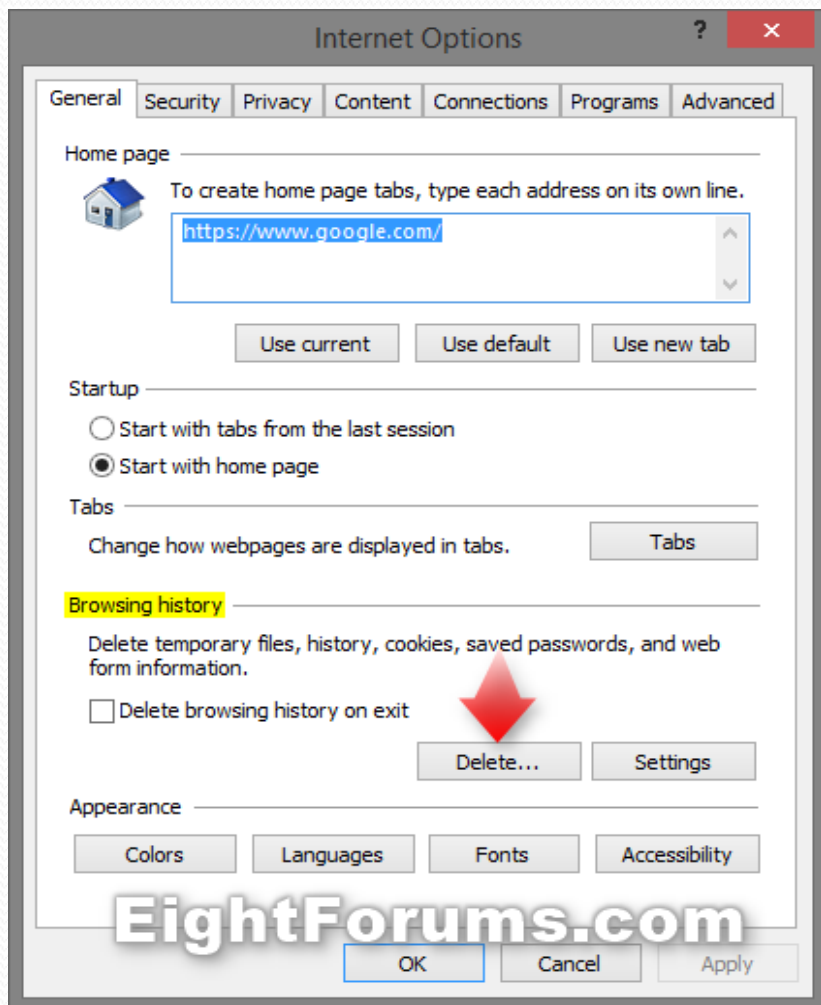 Internet Options ?
General Security Privacy Content Connections Programs Advanced
Home page
To create home page tabs, type each address on its own line.
https://www.google.com/
Use current Use default Use new tab
Startup
Start with tabs from the last session
Start with home page
Tabs
Change how webpages are displayed in tabs. Tabs
Browsing history
Delete temporary files, history, cookies, saved passwords, and web
form information.
Delete browsing history on exit
Delete... Settings
Appearance
Colors Languages Fonts Accessibility
EightForums.com
OK Cancel Apply